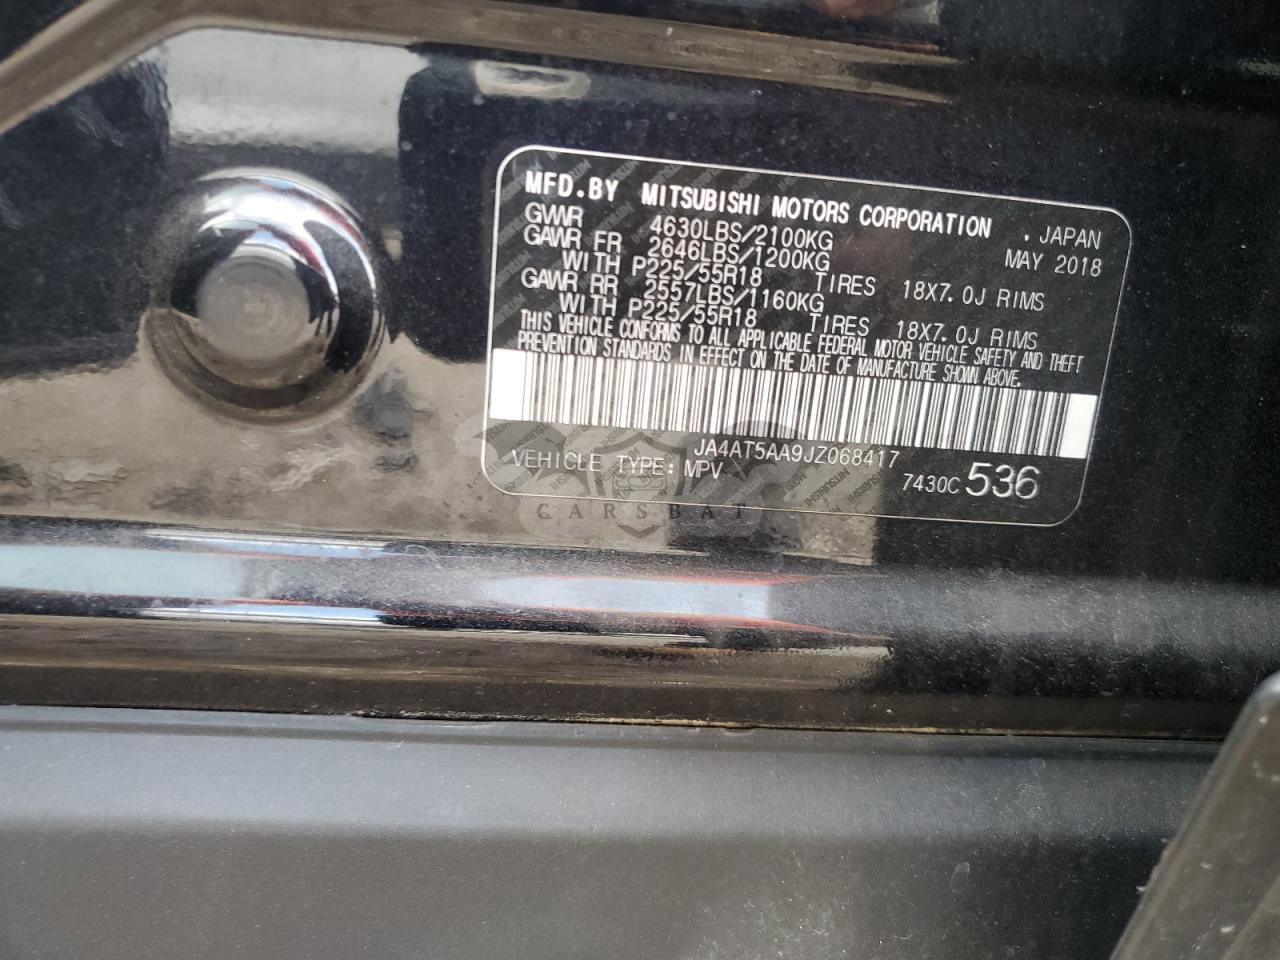 MFD.BY MITSUBISHI MOTORS CORPORATION . JAPAN
GVWR 4630LBS/2100KG MAY 2018
GAWR FR 2646LBS/1200KG
WITH P225/55R18 TIRES 18X7.0J RIMS
GAWR RR 2557LBS/1160KG
WITH P225/55R18 TIRES 18X7.0J RIMS
THIS VEHICLE CONFORMS TO ALL APPLICABLE FEDERAL MOTOR VEHICLE SAFETY AND THEFT
PREVENTION STANDARDS IN EFFECT ON THE DATE OF MANUFACTURE SHOWN ABOVE.
JA4AT5AA9JZ068417
VEHICLE TYPE: MPV 7430C 536
CARSBAT